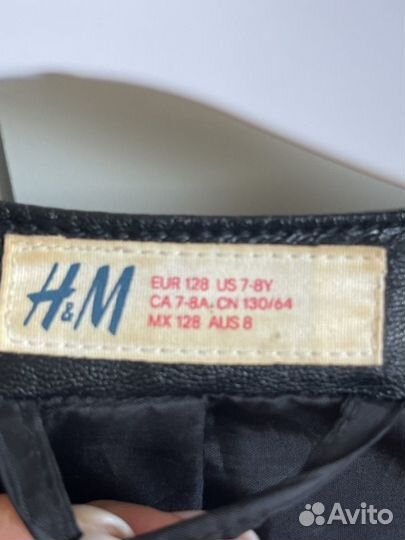 H&M
EUR 128 US 7-8Y
CA 7-8A. CN 130/64
MX 128 AUS 8
Avito